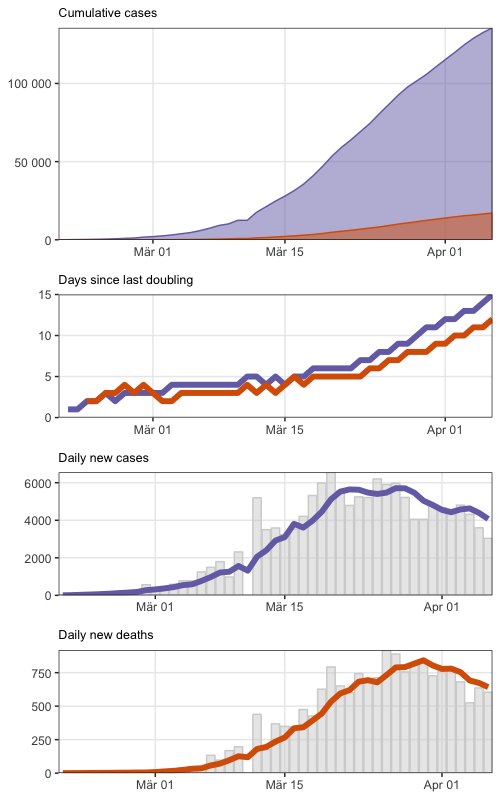 Cumulative cases
100 000
50 000
0
Mär 01 Mär 15 Apr 01
Days since last doubling
15
10
5
0
Mär 01 Mär 15 Apr 01
Daily new cases
6000
4000
2000
0
Mär 01 Mär 15 Apr 01
Daily new deaths
750
500
250
0
Mär 01 Mär 15 Apr 01